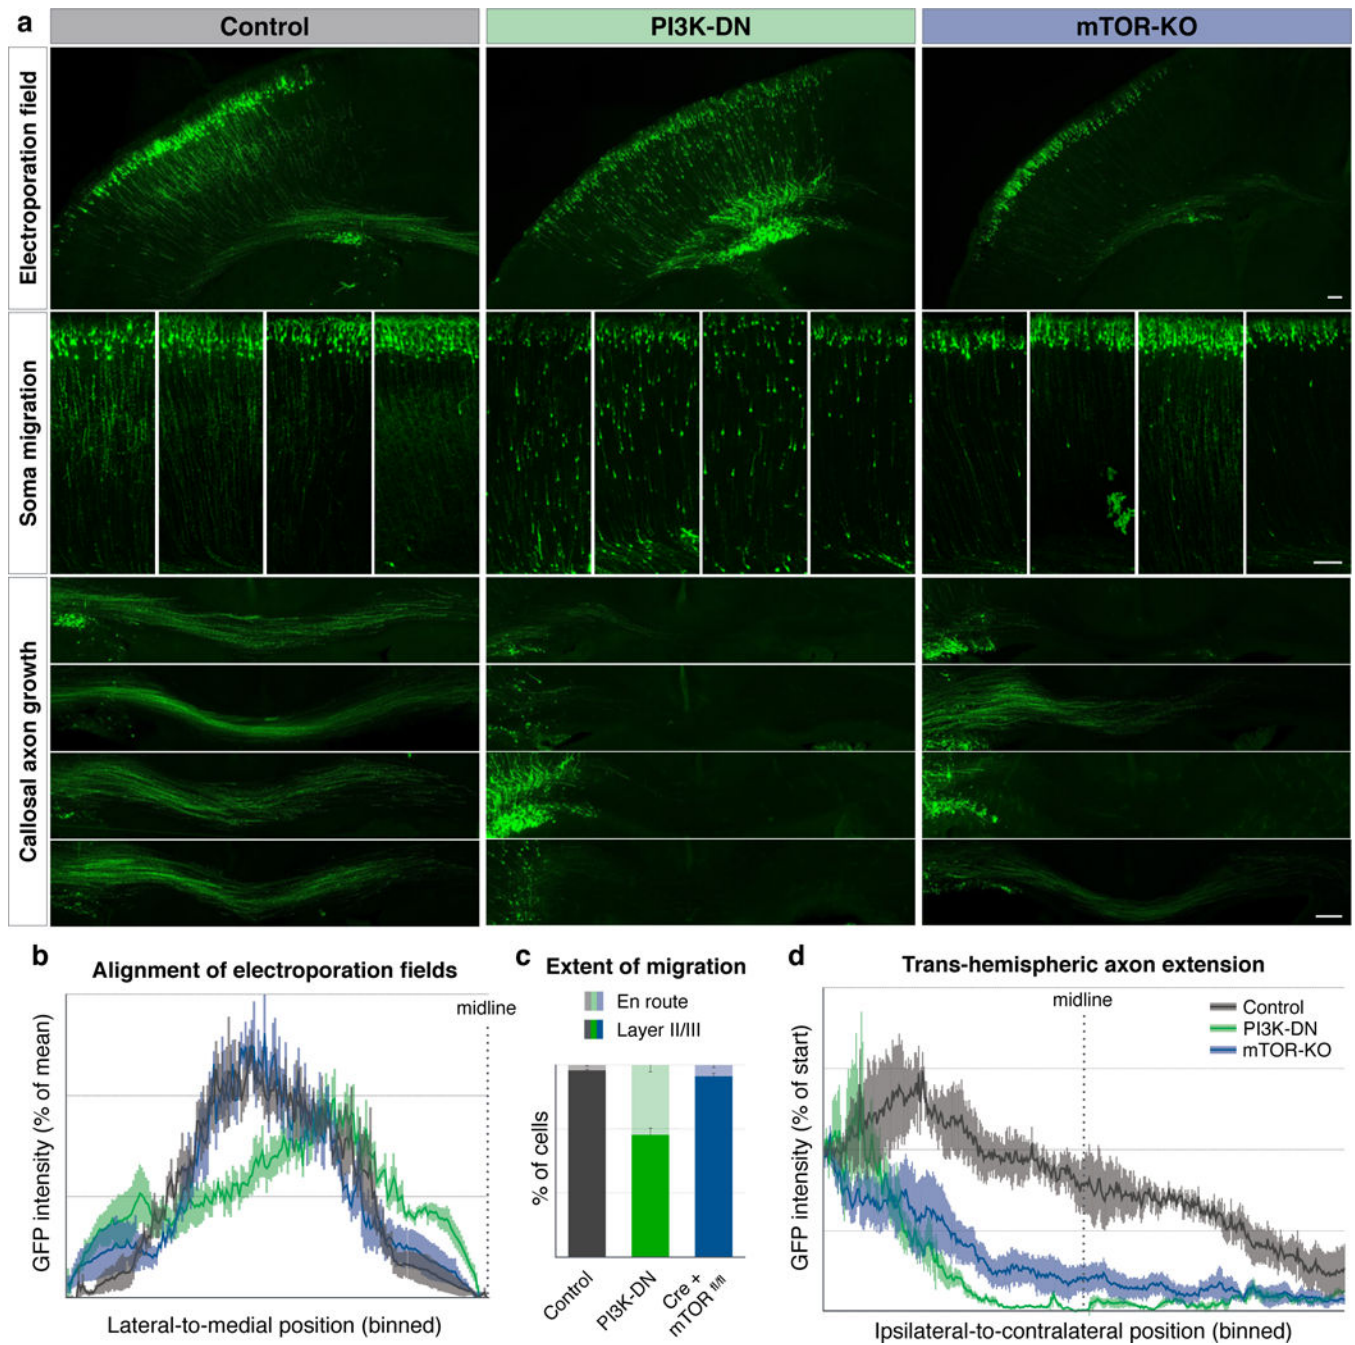 a
Control
PI3K-DN
mTOR-KO
Electroporation field
Soma migration
Callosal axon growth
b
Alignment of electroporation fields
midline
GFP intensity (% of mean)
Lateral-to-medial position (binned)
c
Extent of migration
En route
Layer II/III
% of cells
Control
PI3K-DN
Cre +
mTOR fl/fl
d
Trans-hemispheric axon extension
midline
Control
PI3K-DN
mTOR-KO
GFP intensity (% of start)
Ipsilateral-to-contralateral position (binned)